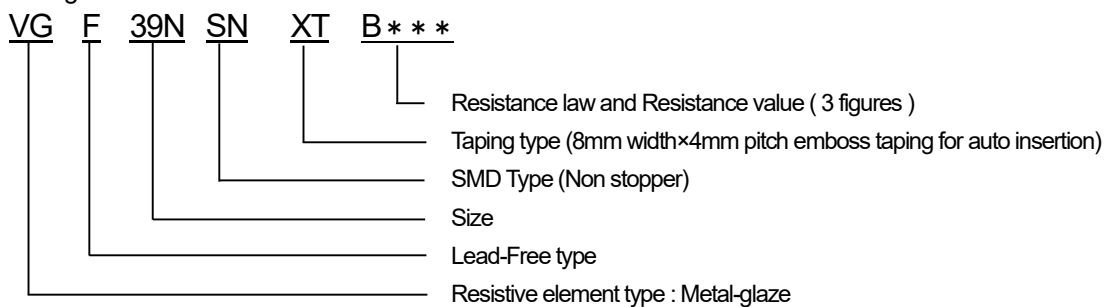 VG F 39N SN XT B＊＊＊
Resistance law and Resistance value ( 3 figures )
Taping type (8mm width×4mm pitch emboss taping for auto insertion)
SMD Type (Non stopper)
Size
Lead-Free type
Resistive element type : Metal-glaze